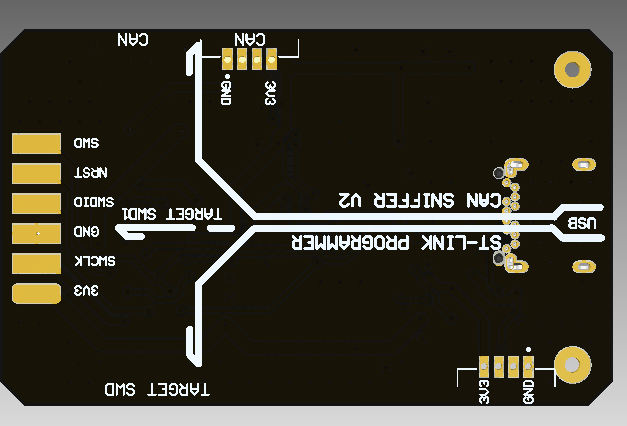 CAN
CAN
GND
3V3
SWD
NRST
SWDIO
GND
SWCLK
3V3
TARGET SWD1
CAN SNIFFER V2
ST-LINK PROGRAMMER
USB
TARGET SWD
3V3
GND